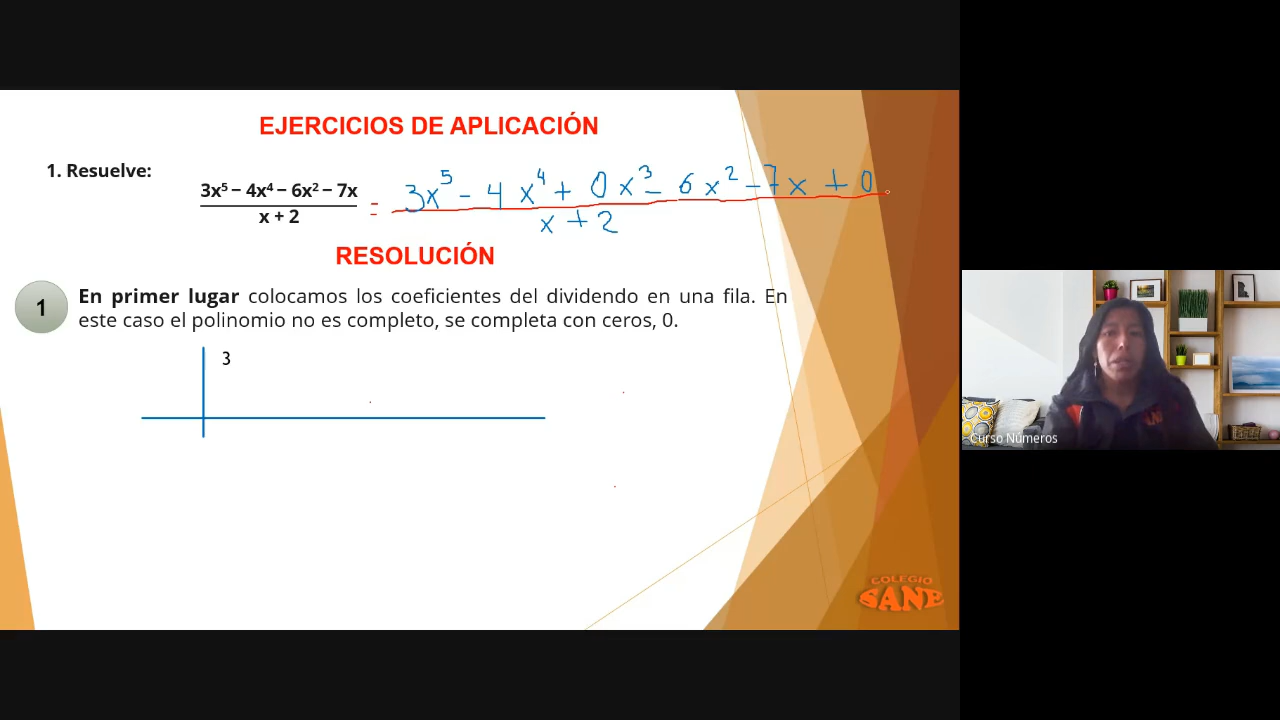 EJERCICIOS DE APLICACIÓN
1. Resuelve:
3x⁵ – 4x⁴ – 6x² – 7x
x + 2
= 3x⁵ - 4x⁴ + 0x³ - 6x² - 7x + 0
x + 2
RESOLUCIÓN
1 En primer lugar colocamos los coeficientes del dividendo en una fila. En
este caso el polinomio no es completo, se completa con ceros, 0.
3
COLEGIO
SANE
SANE
Curso Números